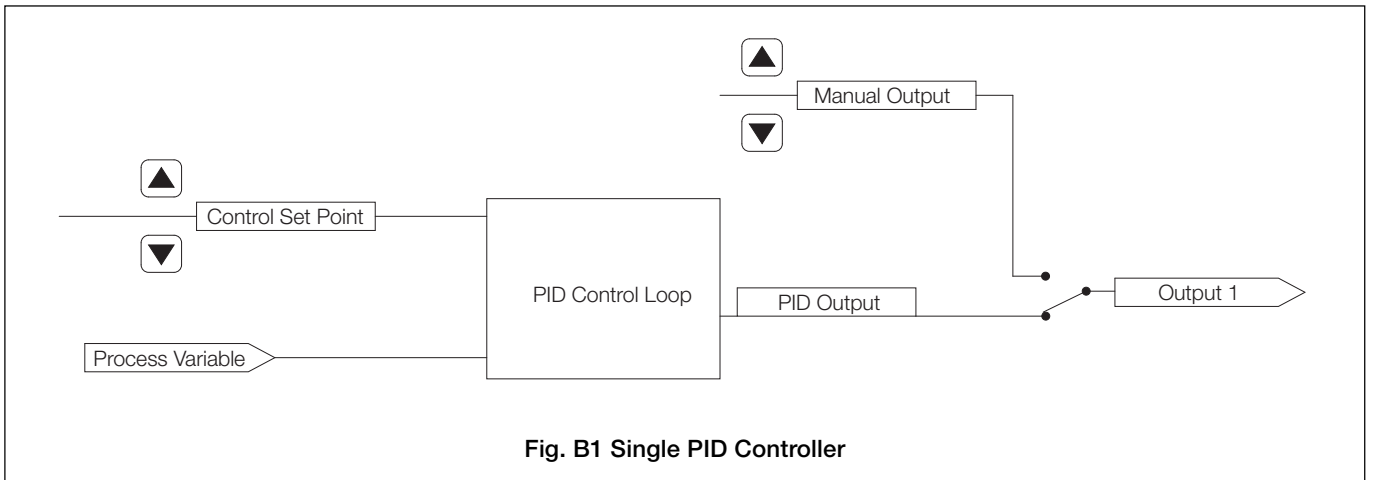 Manual Output
Control Set Point
PID Control Loop
PID Output
Output 1
Process Variable
Fig. B1 Single PID Controller